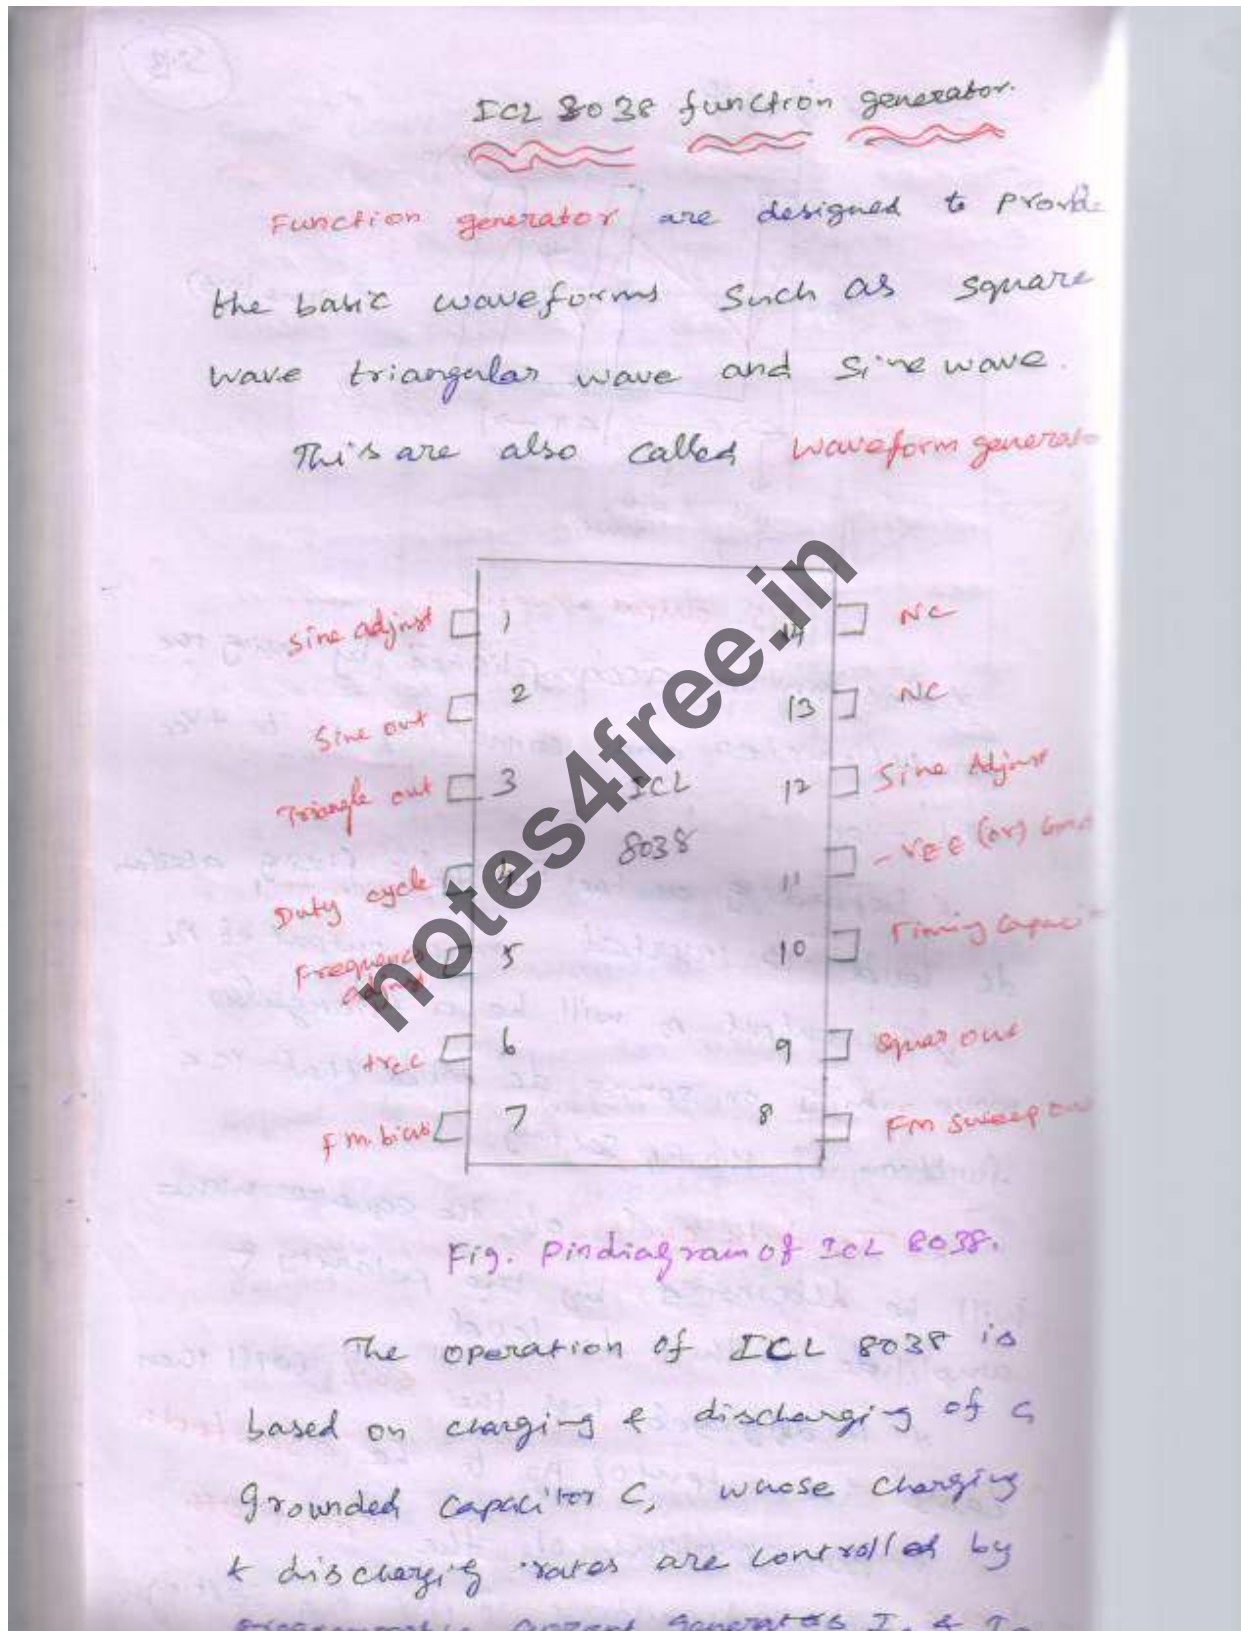 ICL 8038 function generator.
Function generator are designed to provide
the basic waveforms such as square
wave triangular wave and sine wave.
This are also called waveform generato
Sine adjust 1
14 NC
Sine out 2
13 NC
Triangle out 3
ICL
12 Sine Adjust
8038
Duty cycle 4
11 -VEE (or) Gnd
Frequency
adjust 5
10 Timing Capaci
+Vcc 6
9 Squar out
FM. bias 7
8 FM sweep
notes4free.in
Fig. Pindiagram of ICL 8038.
The operation of ICL 8038 is
based on charging & discharging of a
grounded capacitor C, whose charging
& discharging rates are controlled by